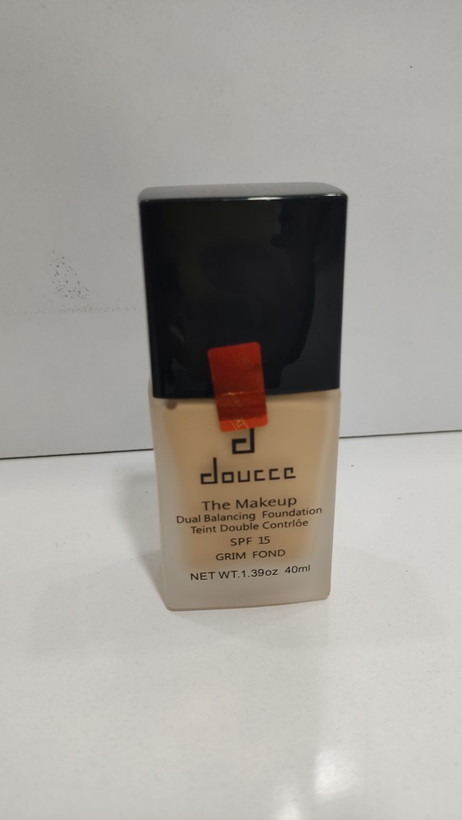 d
doucce
The Makeup
Dual Balancing Foundation
Teint Double Contrlôe
SPF 15
GRIM FOND
NET WT.1.39oz 40ml